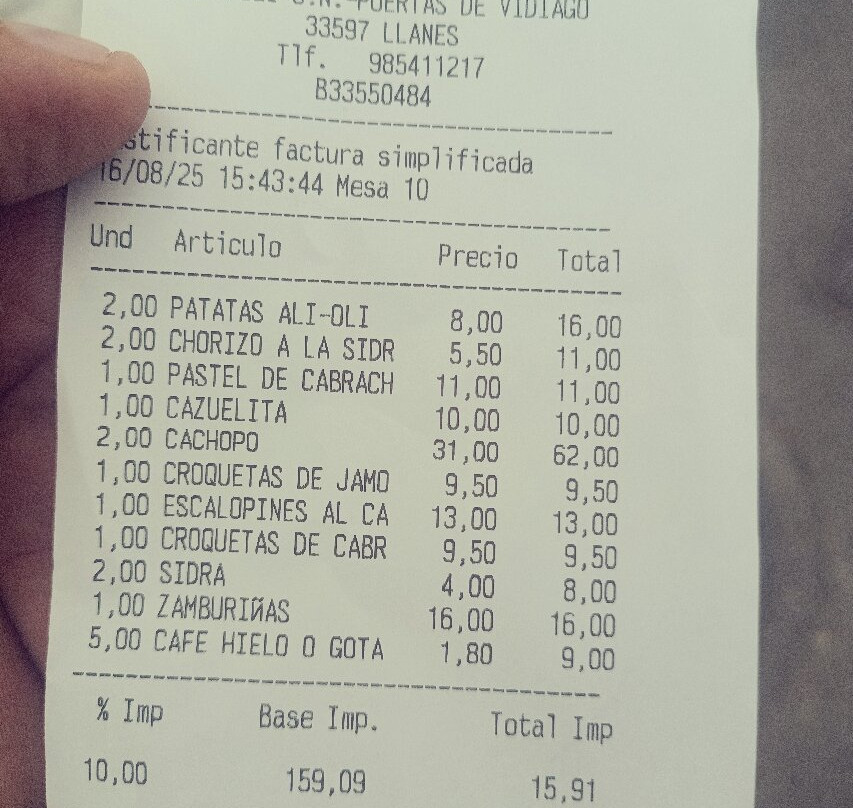 PUERTAS DE VIDIAGO
33597 LLANES
Tlf. 985411217
B33550484
stificante factura simplificada
16/08/25 15:43:44 Mesa 10
Und Articulo Precio Total
2,00 PATATAS ALI-OLI 8,00 16,00
2,00 CHORIZO A LA SIDR 5,50 11,00
1,00 PASTEL DE CABRACH 11,00 11,00
1,00 CAZUELITA 10,00 10,00
2,00 CACHOPO 31,00 62,00
1,00 CROQUETAS DE JAMO 9,50 9,50
1,00 ESCALOPINES AL CA 13,00 13,00
1,00 CROQUETAS DE CABR 9,50 9,50
2,00 SIDRA 4,00 8,00
1,00 ZAMBURIÑAS 16,00 16,00
5,00 CAFE HIELO O GOTA 1,80 9,00
% Imp Base Imp. Total Imp
10,00 159,09 15,91